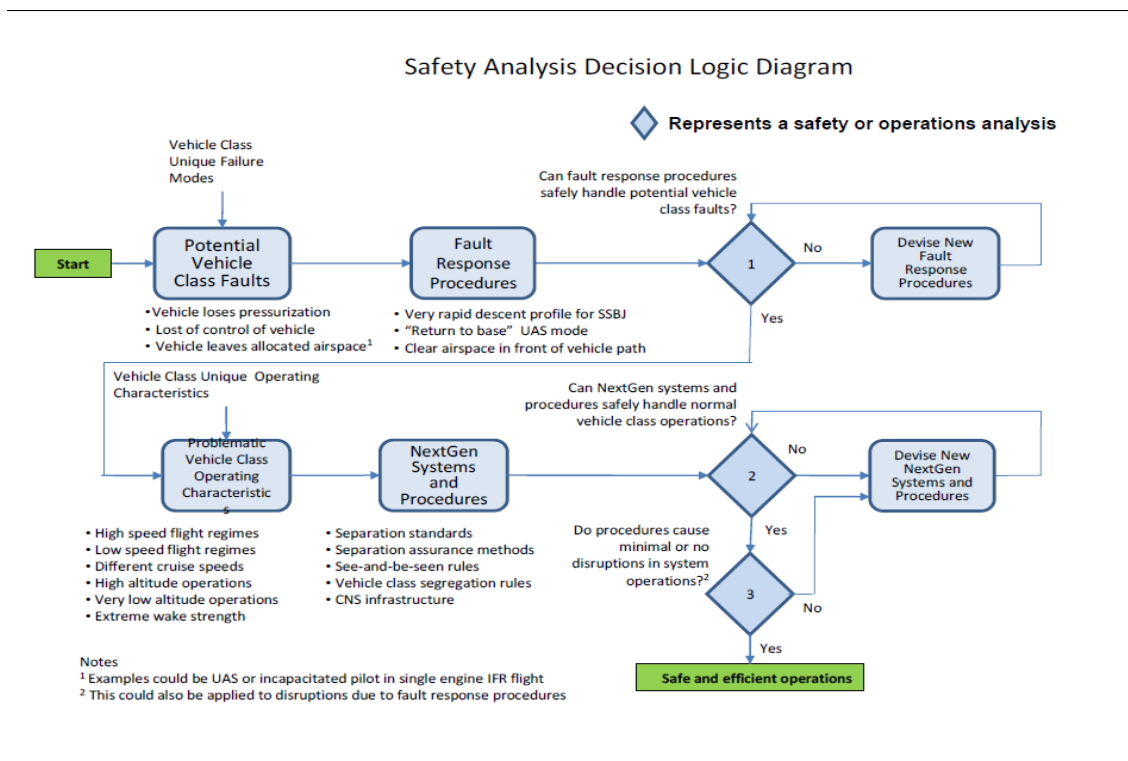 Safety Analysis Decision Logic Diagram
Represents a safety or operations analysis
Vehicle Class
Unique Failure
Modes
Can fault response procedures
safely handle potential vehicle
class faults?
Start
Potential
Vehicle
Class Faults
Fault
Response
Procedures
1
No
Devise New
Fault
Response
Procedures
Yes
•Vehicle loses pressurization
• Lost of control of vehicle
• Vehicle leaves allocated airspace¹
• Very rapid descent profile for SSBJ
• “Return to base” UAS mode
• Clear airspace in front of vehicle path
Vehicle Class Unique Operating
Characteristics
Can NextGen systems and
procedures safely handle normal
vehicle class operations?
Problematic
Vehicle Class
Operating
Characteristic
s
NextGen
Systems
and
Procedures
2
No
Devise New
NextGen
Systems and
Procedures
Yes
• High speed flight regimes
• Low speed flight regimes
• Different cruise speeds
• High altitude operations
• Very low altitude operations
• Extreme wake strength
• Separation standards
• Separation assurance methods
• See-and-be-seen rules
• Vehicle class segregation rules
• CNS infrastructure
Do procedures cause
minimal or no
disruptions in system
operations?²
3
No
Yes
Safe and efficient operations
Notes
¹ Examples could be UAS or incapacitated pilot in single engine IFR flight
² This could also be applied to disruptions due to fault response procedures